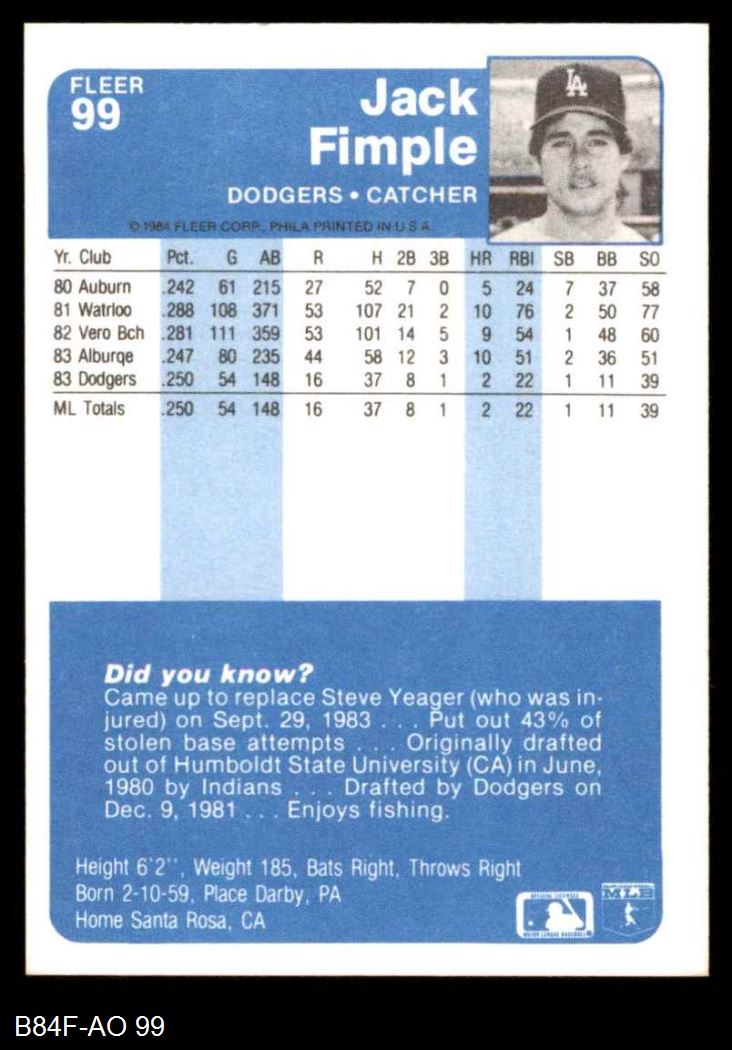 FLEER
99
Jack
Fimple
DODGERS • CATCHER
© 1984 FLEER CORP., PHILA PRINTED IN U S A.
Yr. Club Pct. G AB R H 2B 3B HR RBI SB BB SO
80 Auburn .242 61 215 27 52 7 0 5 24 7 37 58
81 Watrloo .288 108 371 53 107 21 2 10 76 2 50 77
82 Vero Bch .281 111 359 53 101 14 5 9 54 1 48 60
83 Alburqe .247 80 235 44 58 12 3 10 51 2 36 51
83 Dodgers .250 54 148 16 37 8 1 2 22 1 11 39
ML Totals .250 54 148 16 37 8 1 2 22 1 11 39
Did you know?
Came up to replace Steve Yeager (who was in-
jured) on Sept. 29, 1983 . . . Put out 43% of
stolen base attempts . . . Originally drafted
out of Humboldt State University (CA) in June,
1980 by Indians . . . Drafted by Dodgers on
Dec. 9, 1981 . . . Enjoys fishing.
Height 6'2'', Weight 185, Bats Right, Throws Right
Born 2-10-59, Place Darby, PA
Home Santa Rosa, CA
MAJOR LEAGUE BASEBALL
B84F-AO 99